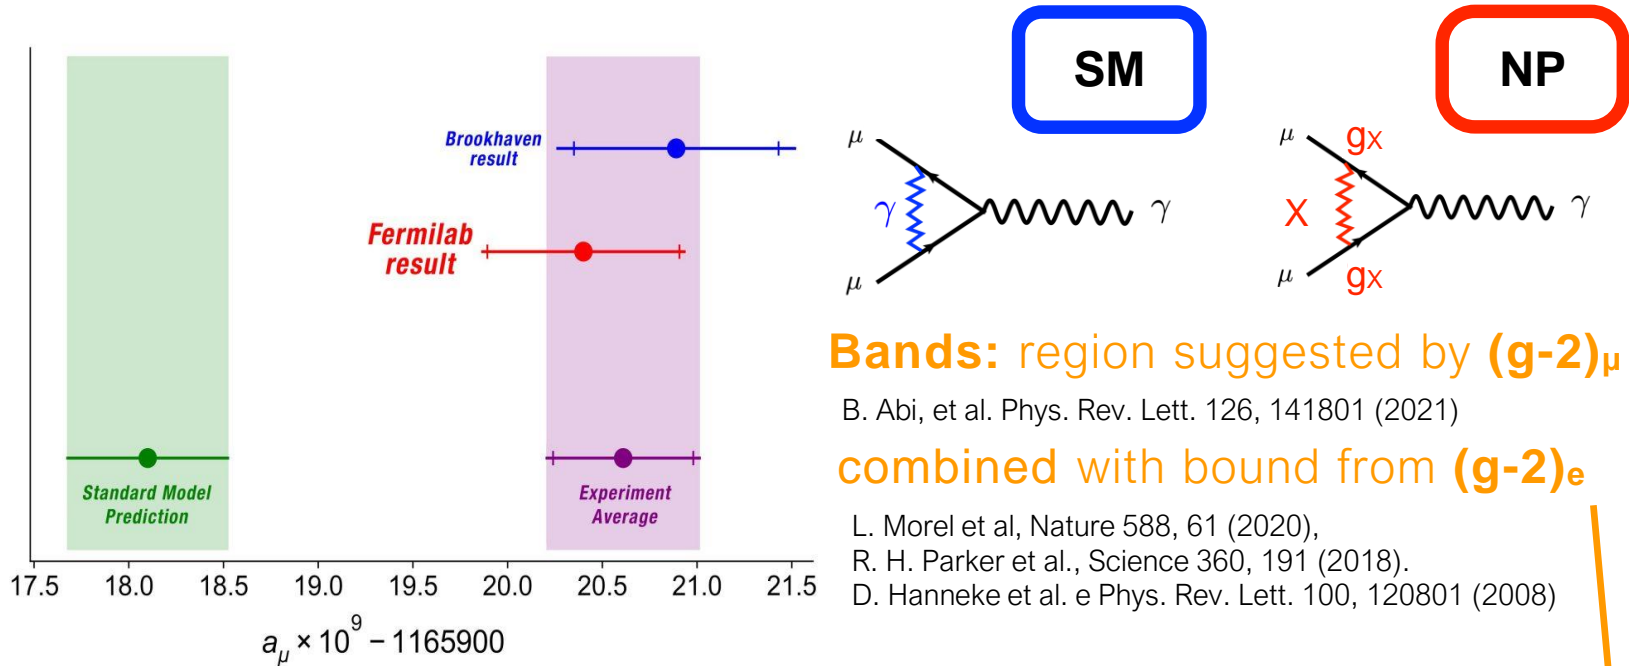 Brookhaven
result
Fermilab
result
Standard Model
Prediction
Experiment
Average
17.5 18.0 18.5 19.0 19.5 20.0 20.5 21.0 21.5
aμ × 10⁹ – 1165900
SM
μ
γ
γ
μ
NP
μ
gX
X
γ
μ
gX
Bands: region suggested by (g-2)μ
B. Abi, et al. Phys. Rev. Lett. 126, 141801 (2021)
combined with bound from (g-2)e
L. Morel et al, Nature 588, 61 (2020),
R. H. Parker et al., Science 360, 191 (2018).
D. Hanneke et al. e Phys. Rev. Lett. 100, 120801 (2008)